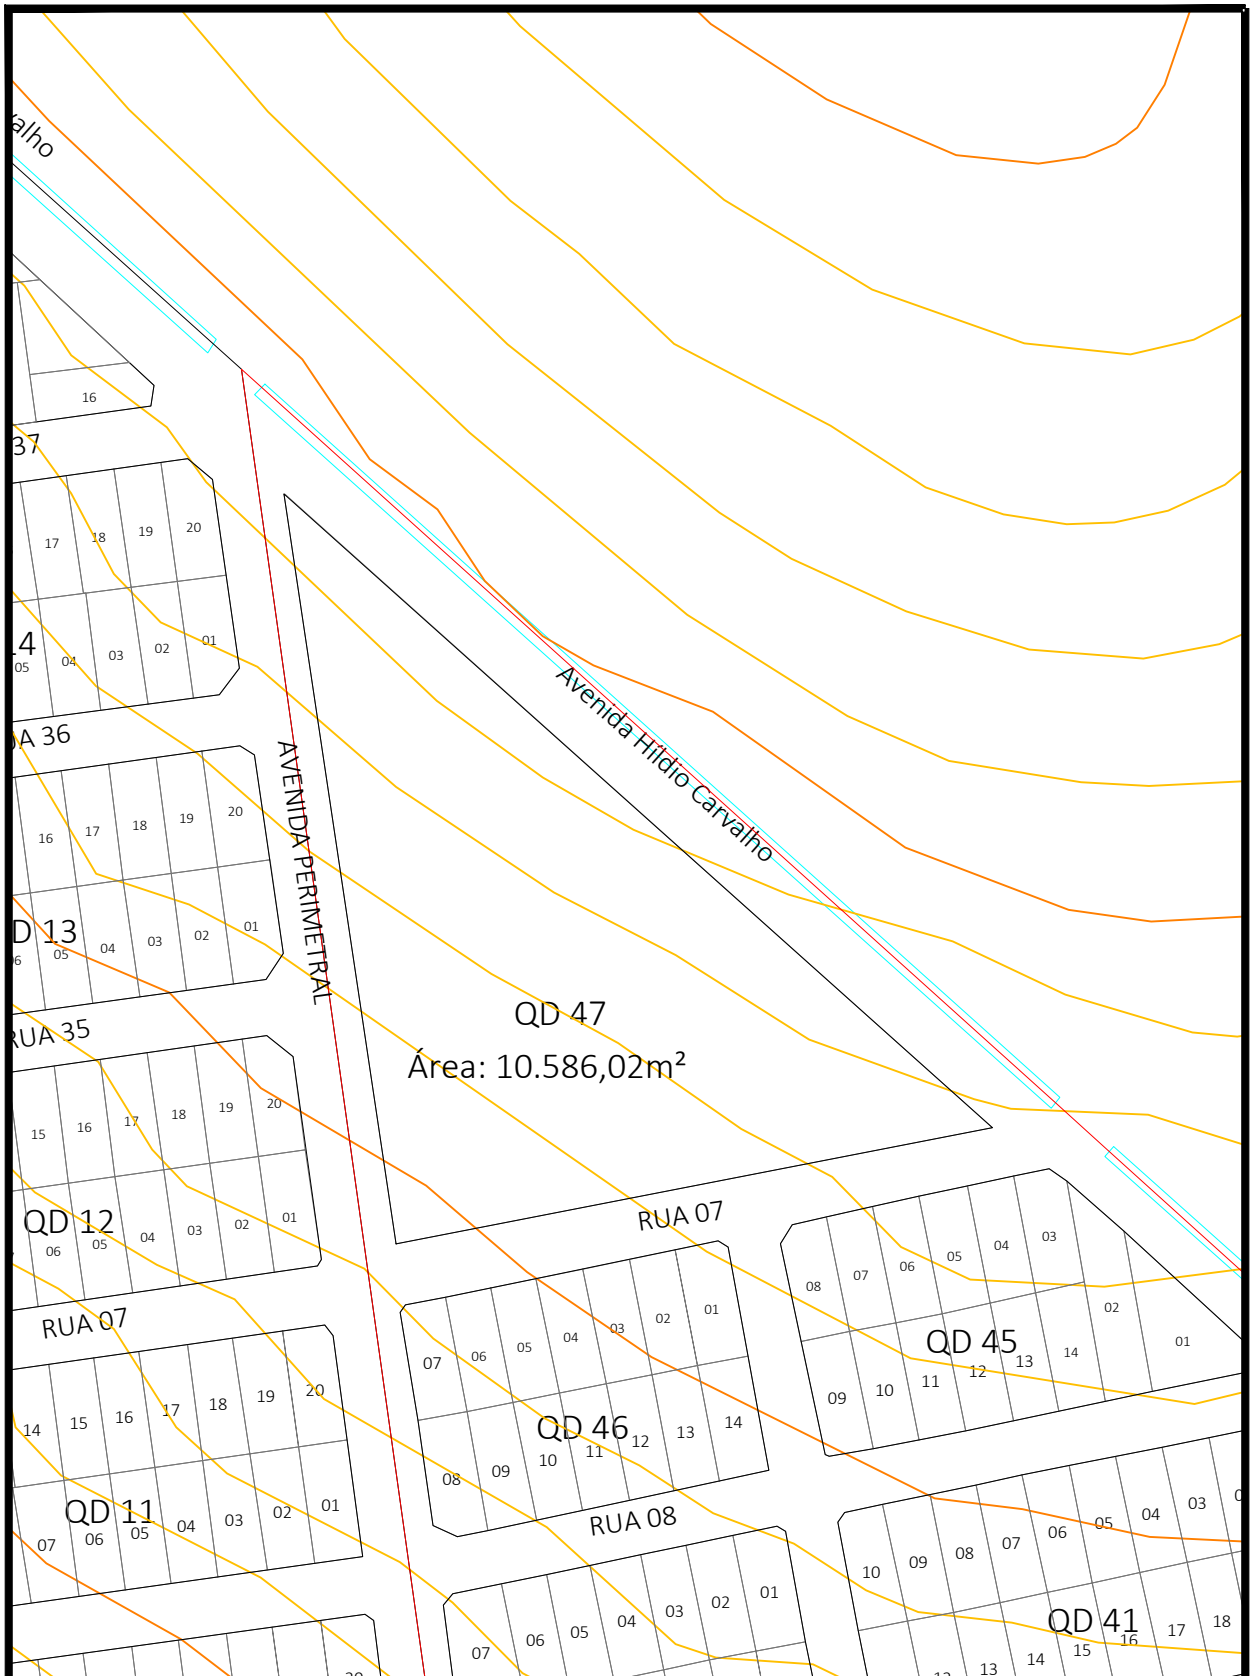 16
37
17 18 19 20
05 04 03 02 01
RUA 36
AVENIDA PERIMETRAL
Avenida Hildio Carvalho
16 17 18 19 20
QD 13
05 04 03 02 01
RUA 35
QD 47
Área: 10.586,02m²
15 16 17 18 19 20
QD 12
06 05 04 03 02 01
RUA 07
RUA 07
14 15 16 17 18 19 20
QD 11
07 06 05 04 03 02 01
07 06 05 04 03 02 01
QD 46
08 09 10 11 12 13 14
08 07 06 05 04 03 02 01
QD 45
09 10 11 12 13 14
RUA 08
07 06 05 04 03 02 01
10 09 08 07 06 05 04 03
QD 41
13 14 15 16 17 18